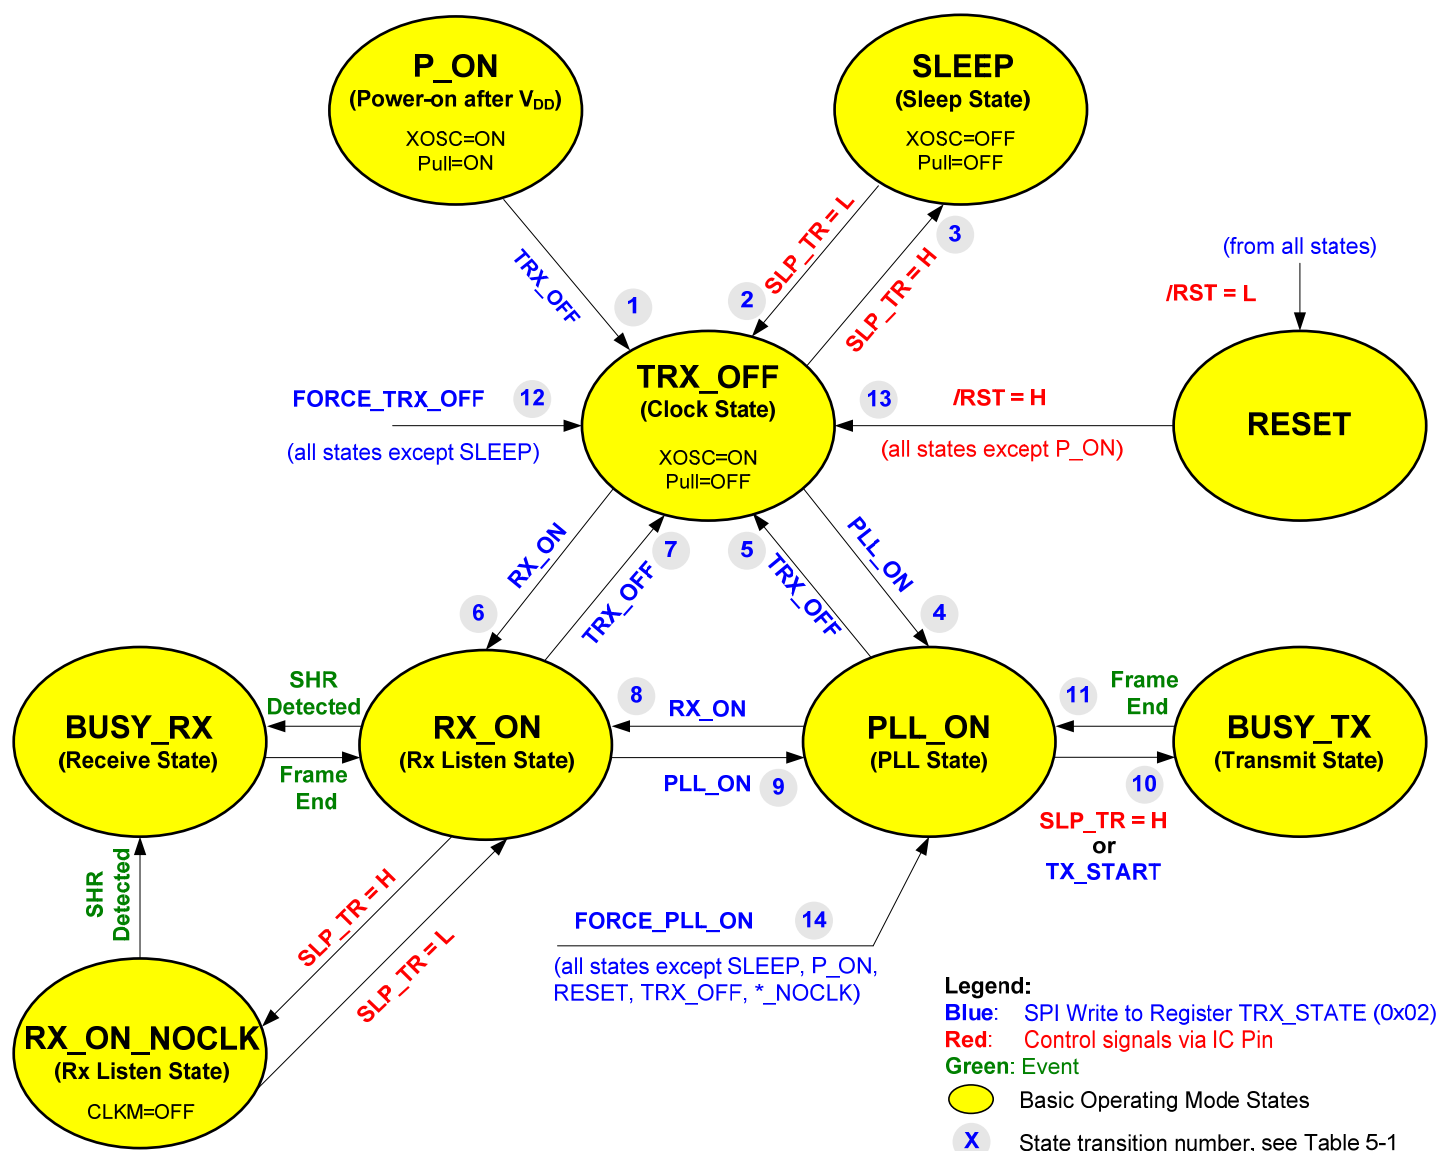 P_ON
(Power-on after VDD)
XOSC=ON
Pull=ON
SLEEP
(Sleep State)
XOSC=OFF
Pull=OFF
TRX_OFF
1
2
SLP_TR = L
SLP_TR = H
3
(from all states)
/RST = L
FORCE_TRX_OFF
12
(all states except SLEEP)
TRX_OFF
(Clock State)
XOSC=ON
Pull=OFF
13
/RST = H
(all states except P_ON)
RESET
RX_ON
6
TRX_OFF
7
5
TRX_OFF
PLL_ON
4
BUSY_RX
(Receive State)
SHR
Detected
Frame
End
RX_ON
(Rx Listen State)
8
RX_ON
PLL_ON
9
PLL_ON
(PLL State)
11
Frame
End
10
SLP_TR = H
or
TX_START
BUSY_TX
(Transmit State)
SHR
Detected
SLP_TR = H
SLP_TR = L
FORCE_PLL_ON
14
(all states except SLEEP, P_ON,
RESET, TRX_OFF, *_NOCLK)
RX_ON_NOCLK
(Rx Listen State)
CLKM=OFF
Legend:
Blue: SPI Write to Register TRX_STATE (0x02)
Red: Control signals via IC Pin
Green: Event
Basic Operating Mode States
X State transition number, see Table 5-1